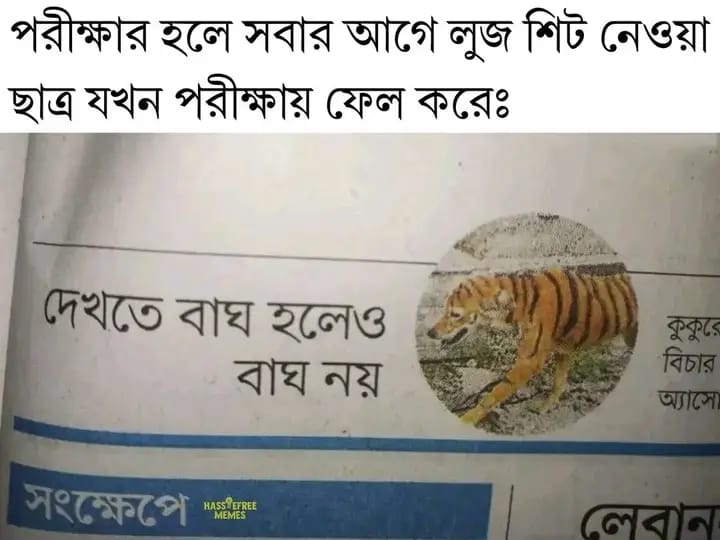 পরীক্ষার হলে সবার আগে লুজ শিট নেওয়া
ছাত্র যখন পরীক্ষায় ফেল করেঃ
দেখতে বাঘ হলেও
বাঘ নয়
কুকুরে
বিচার
অ্যাসো
সংক্ষেপে
HASSLEFREE
MEMES
লেবান